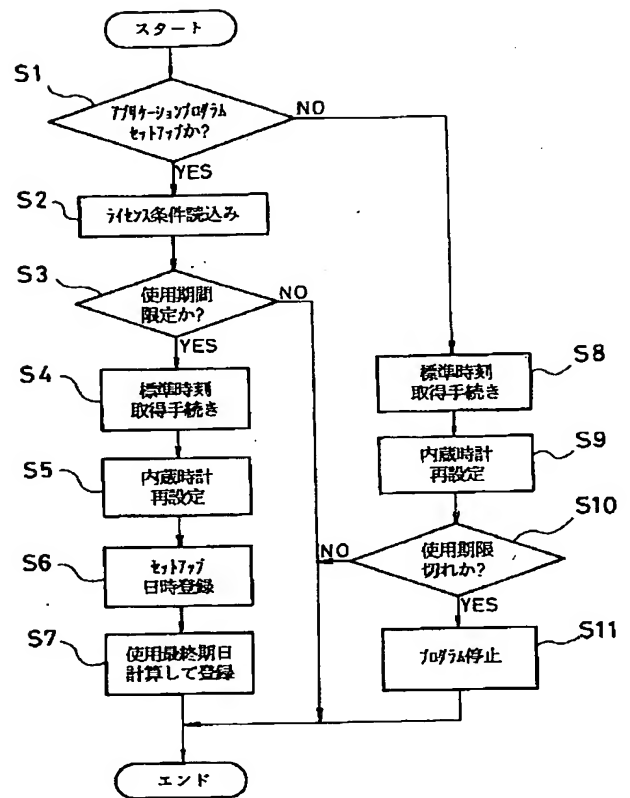 スタート
S1
アプリケーションプログラム
セットアップか?
NO
YES
S2
ライセンス条件読込み
S3
使用期間
限定か?
NO
YES
S4
標準時刻
取得手続き
S5
内蔵時計
再設定
S6
セットアップ
日時登録
S7
使用最終期日
計算して登録
S8
標準時刻
取得手続き
S9
内蔵時計
再設定
S10
使用期限
切れか?
NO
YES
S11
プログラム停止
エンド